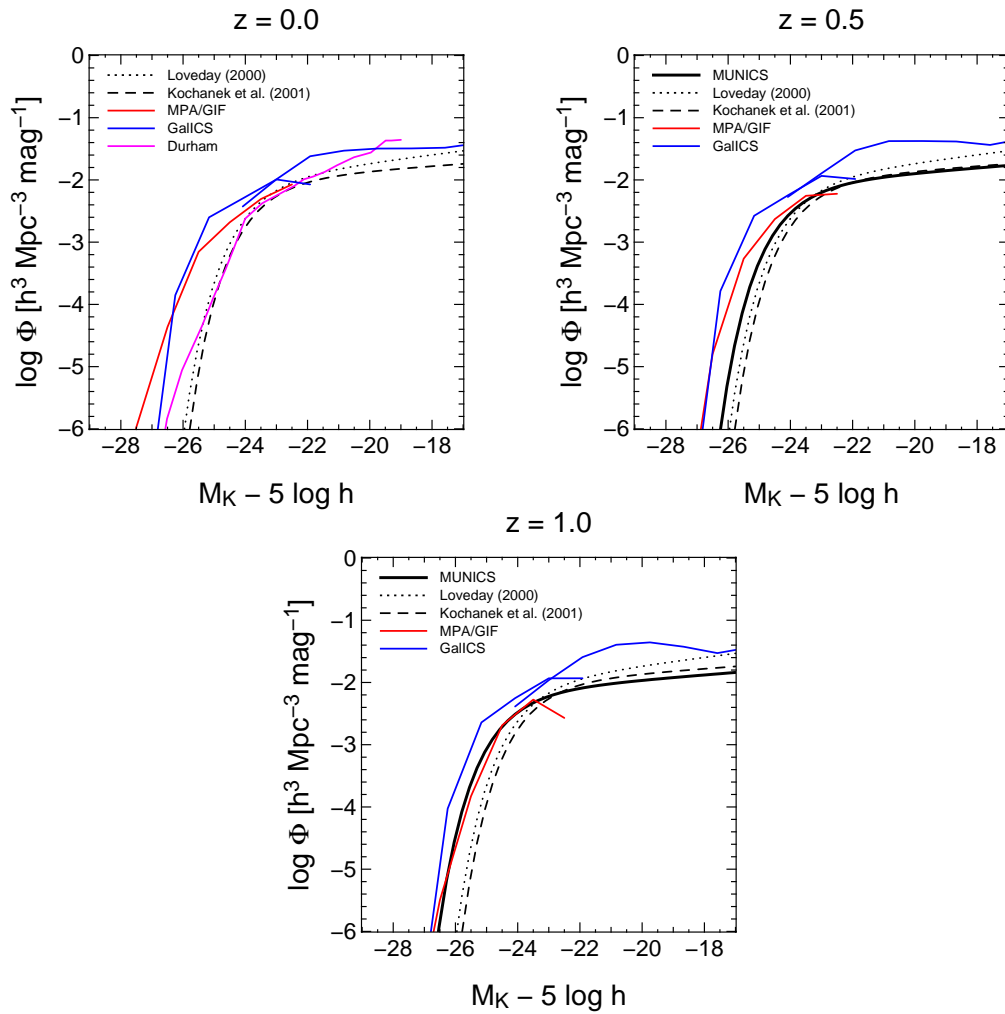 z = 0.0
z = 0.5
0
−1
−2
−3
−4
−5
−6
log Φ [h³ Mpc⁻³ mag⁻¹]
Loveday (2000)
Kochanek et al. (2001)
MPA/GIF
GalICS
Durham
−28 −26 −24 −22 −20 −18
M_K − 5 log h
0
−1
−2
−3
−4
−5
−6
log Φ [h³ Mpc⁻³ mag⁻¹]
MUNICS
Loveday (2000)
Kochanek et al. (2001)
MPA/GIF
GalICS
−28 −26 −24 −22 −20 −18
M_K − 5 log h
z = 1.0
0
−1
−2
−3
−4
−5
−6
log Φ [h³ Mpc⁻³ mag⁻¹]
MUNICS
Loveday (2000)
Kochanek et al. (2001)
MPA/GIF
GalICS
−28 −26 −24 −22 −20 −18
M_K − 5 log h